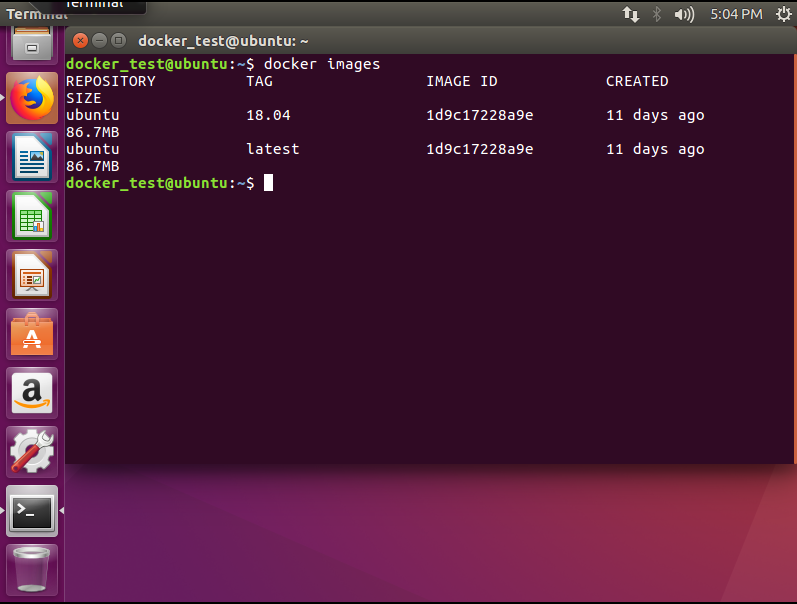 Terminal
Terminal 5:04 PM
docker_test@ubuntu: ~
docker_test@ubuntu:~$ docker images
REPOSITORY TAG IMAGE ID CREATED
SIZE
ubuntu 18.04 1d9c17228a9e 11 days ago
86.7MB
ubuntu latest 1d9c17228a9e 11 days ago
86.7MB
docker_test@ubuntu:~$